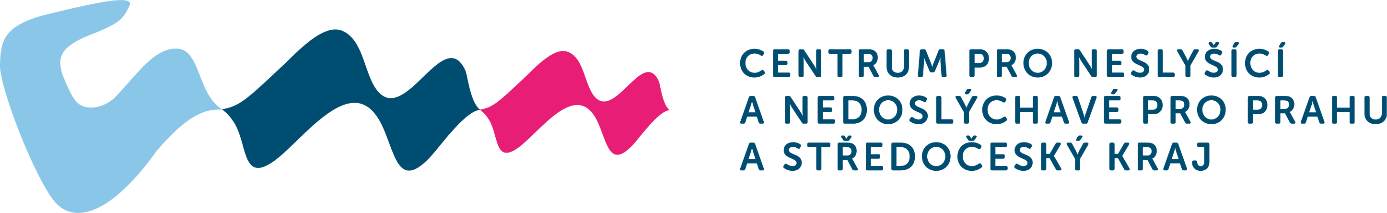 CENTRUM PRO NESLYŠÍCÍ
A NEDOSLÝCHAVÉ PRO PRAHU
A STŘEDOČESKÝ KRAJ